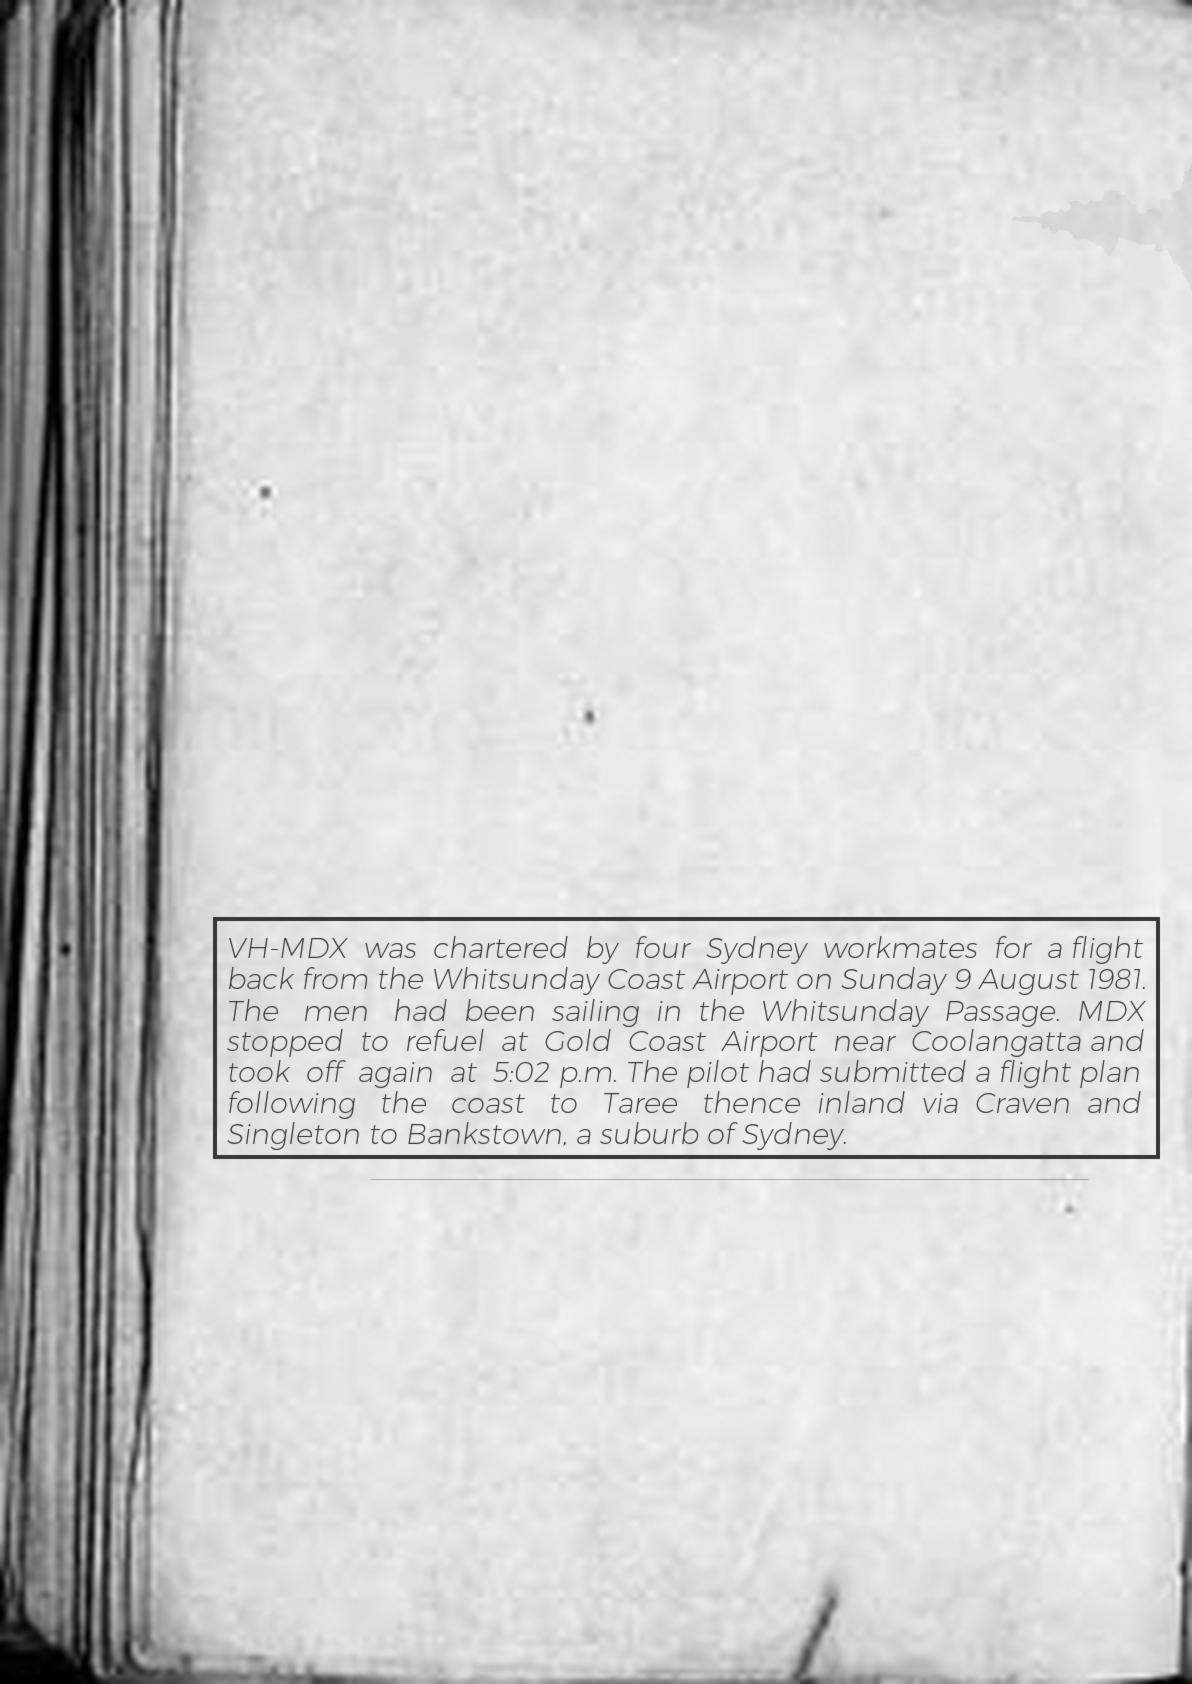 VH-MDX was chartered by four Sydney workmates for a flight
back from the Whitsunday Coast Airport on Sunday 9 August 1981.
The men had been sailing in the Whitsunday Passage. MDX
stopped to refuel at Gold Coast Airport near Coolangatta and
took off again at 5:02 p.m. The pilot had submitted a flight plan
following the coast to Taree thence inland via Craven and
Singleton to Bankstown, a suburb of Sydney.